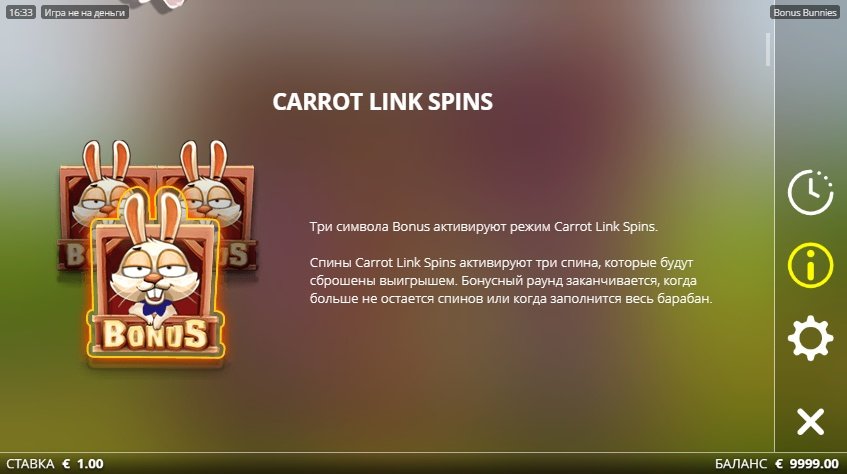 16:33 Игра не на деньги Bonus Bunnies
CARROT LINK SPINS
BONUS
Три символа Bonus активируют режим Carrot Link Spins.
Спины Carrot Link Spins активируют три спина, которые будут
сброшены выигрышем. Бонусный раунд заканчивается, когда
больше не остается спинов или когда заполнится весь барабан.
СТАВКА € 1.00 БАЛАНС € 9999.00